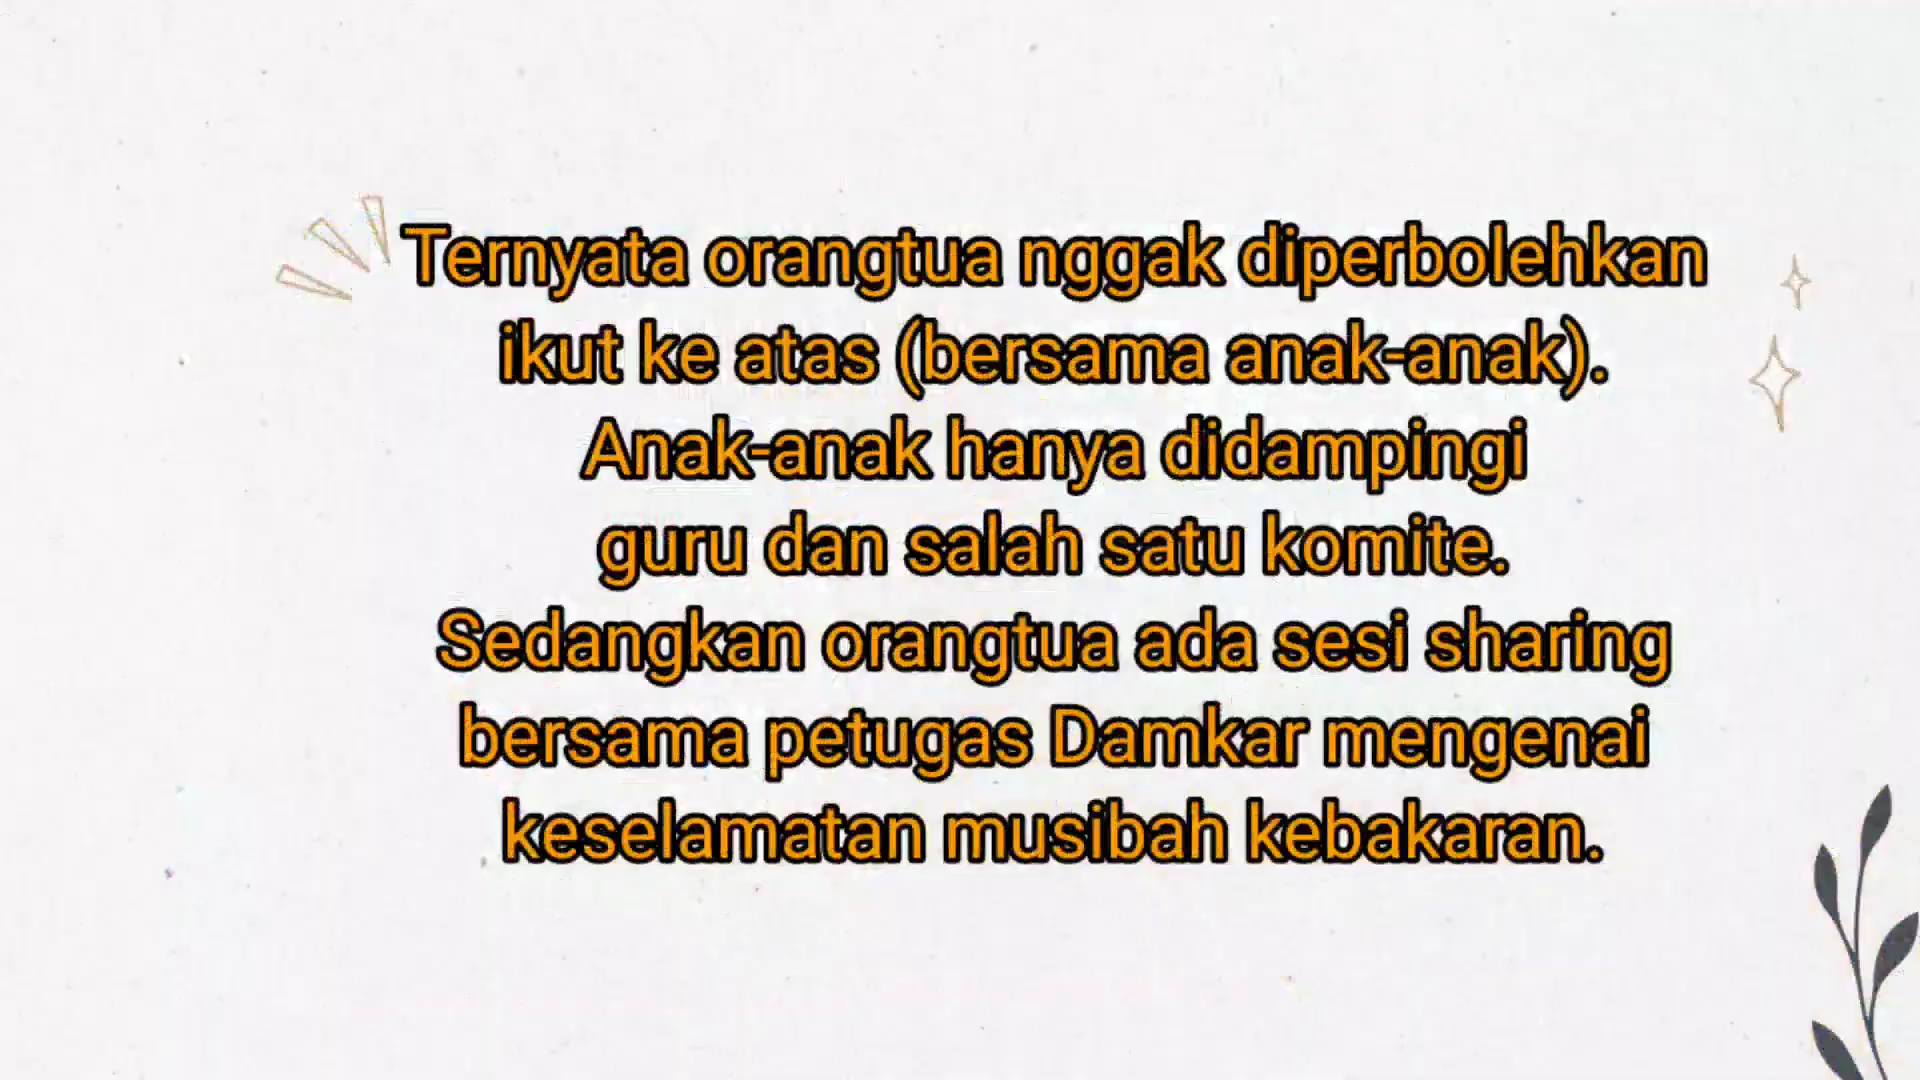 Ternyata orangtua nggak diperbolehkan
ikut ke atas (bersama anak-anak).
Anak-anak hanya didampingi
guru dan salah satu komite.
Sedangkan orangtua ada sesi sharing
bersama petugas Damkar mengenai
keselamatan musibah kebakaran.